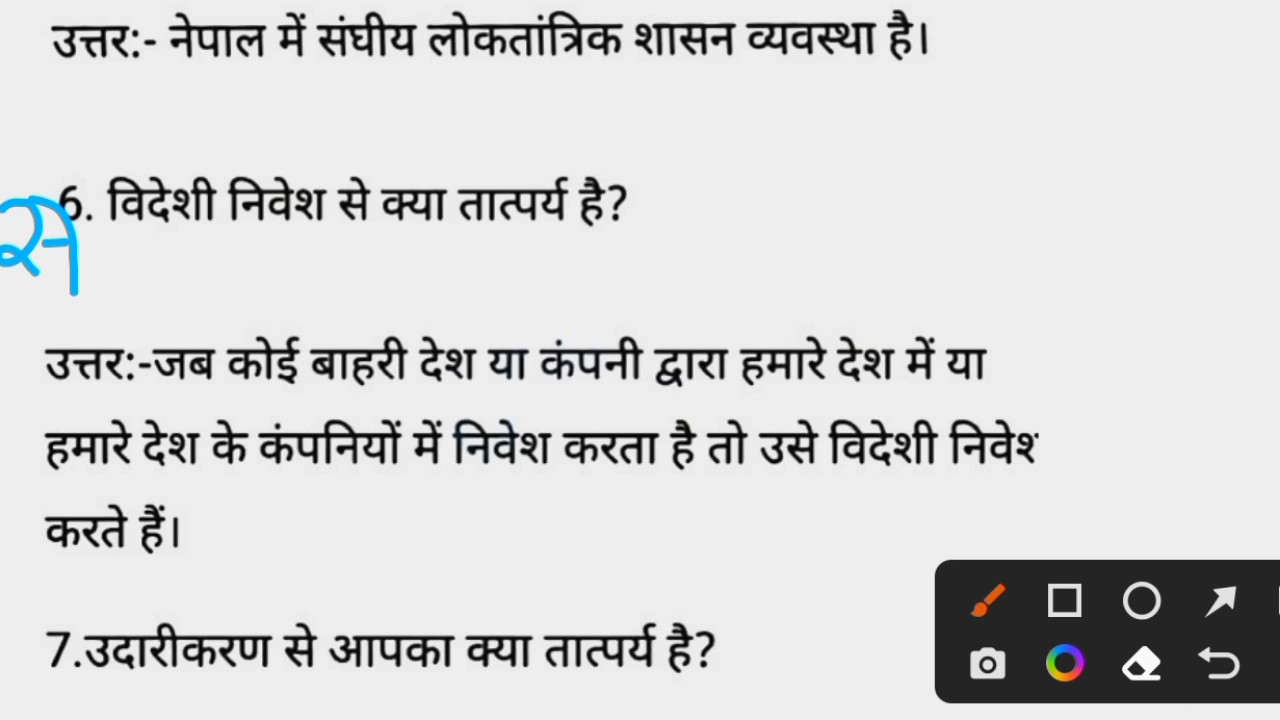 उत्तर:- नेपाल में संघीय लोकतांत्रिक शासन व्यवस्था है।
6. विदेशी निवेश से क्या तात्पर्य है?
से
उत्तर:-जब कोई बाहरी देश या कंपनी द्वारा हमारे देश में या
हमारे देश के कंपनियों में निवेश करता है तो उसे विदेशी निवेश
करते हैं।
7.उदारीकरण से आपका क्या तात्पर्य है?